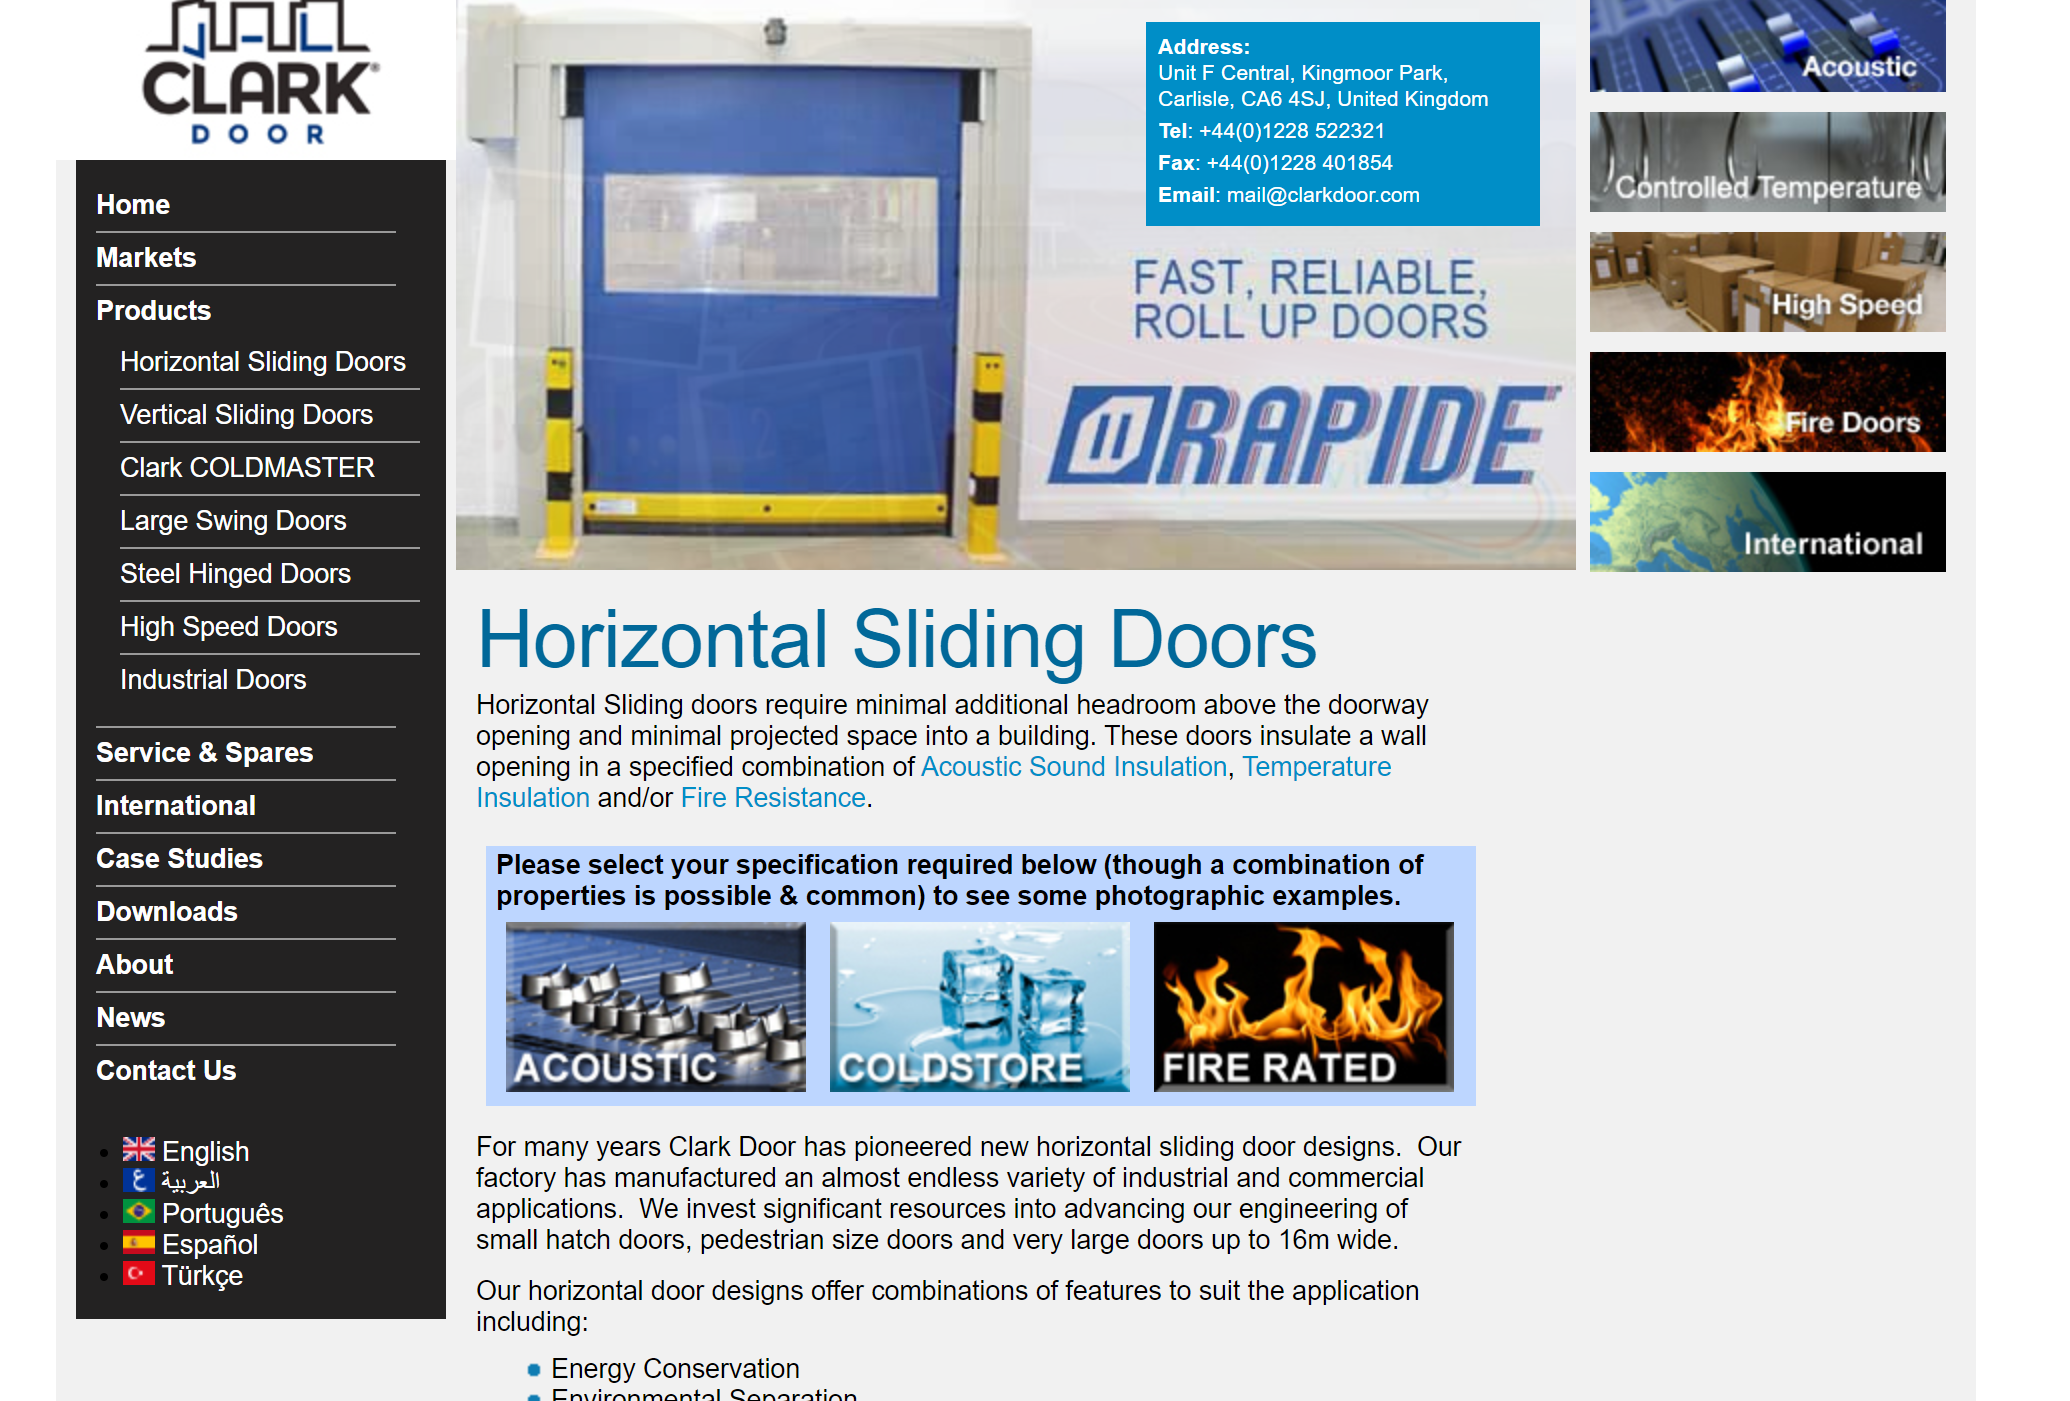 CLARK®
DOOR
Home
Markets
Products
Horizontal Sliding Doors
Vertical Sliding Doors
Clark COLDMASTER
Large Swing Doors
Steel Hinged Doors
High Speed Doors
Industrial Doors
Service & Spares
International
Case Studies
Downloads
About
News
Contact Us
English
ع العربية
Português
Español
Türkçe
Address:
Unit F Central, Kingmoor Park,
Carlisle, CA6 4SJ, United Kingdom
Tel: +44(0)1228 522321
Fax: +44(0)1228 401854
Email: mail@clarkdoor.com
FAST, RELIABLE,
ROLL UP DOORS
RAPIDE
Acoustic
Controlled Temperature
High Speed
Fire Doors
International
Horizontal Sliding Doors
Horizontal Sliding doors require minimal additional headroom above the doorway
opening and minimal projected space into a building. These doors insulate a wall
opening in a specified combination of Acoustic Sound Insulation, Temperature
Insulation and/or Fire Resistance.
Please select your specification required below (though a combination of
properties is possible & common) to see some photographic examples.
ACOUSTIC
COLDSTORE
FIRE RATED
For many years Clark Door has pioneered new horizontal sliding door designs.  Our
factory has manufactured an almost endless variety of industrial and commercial
applications.  We invest significant resources into advancing our engineering of
small hatch doors, pedestrian size doors and very large doors up to 16m wide.
Our horizontal door designs offer combinations of features to suit the application
including:
Energy Conservation
Environmental Separation